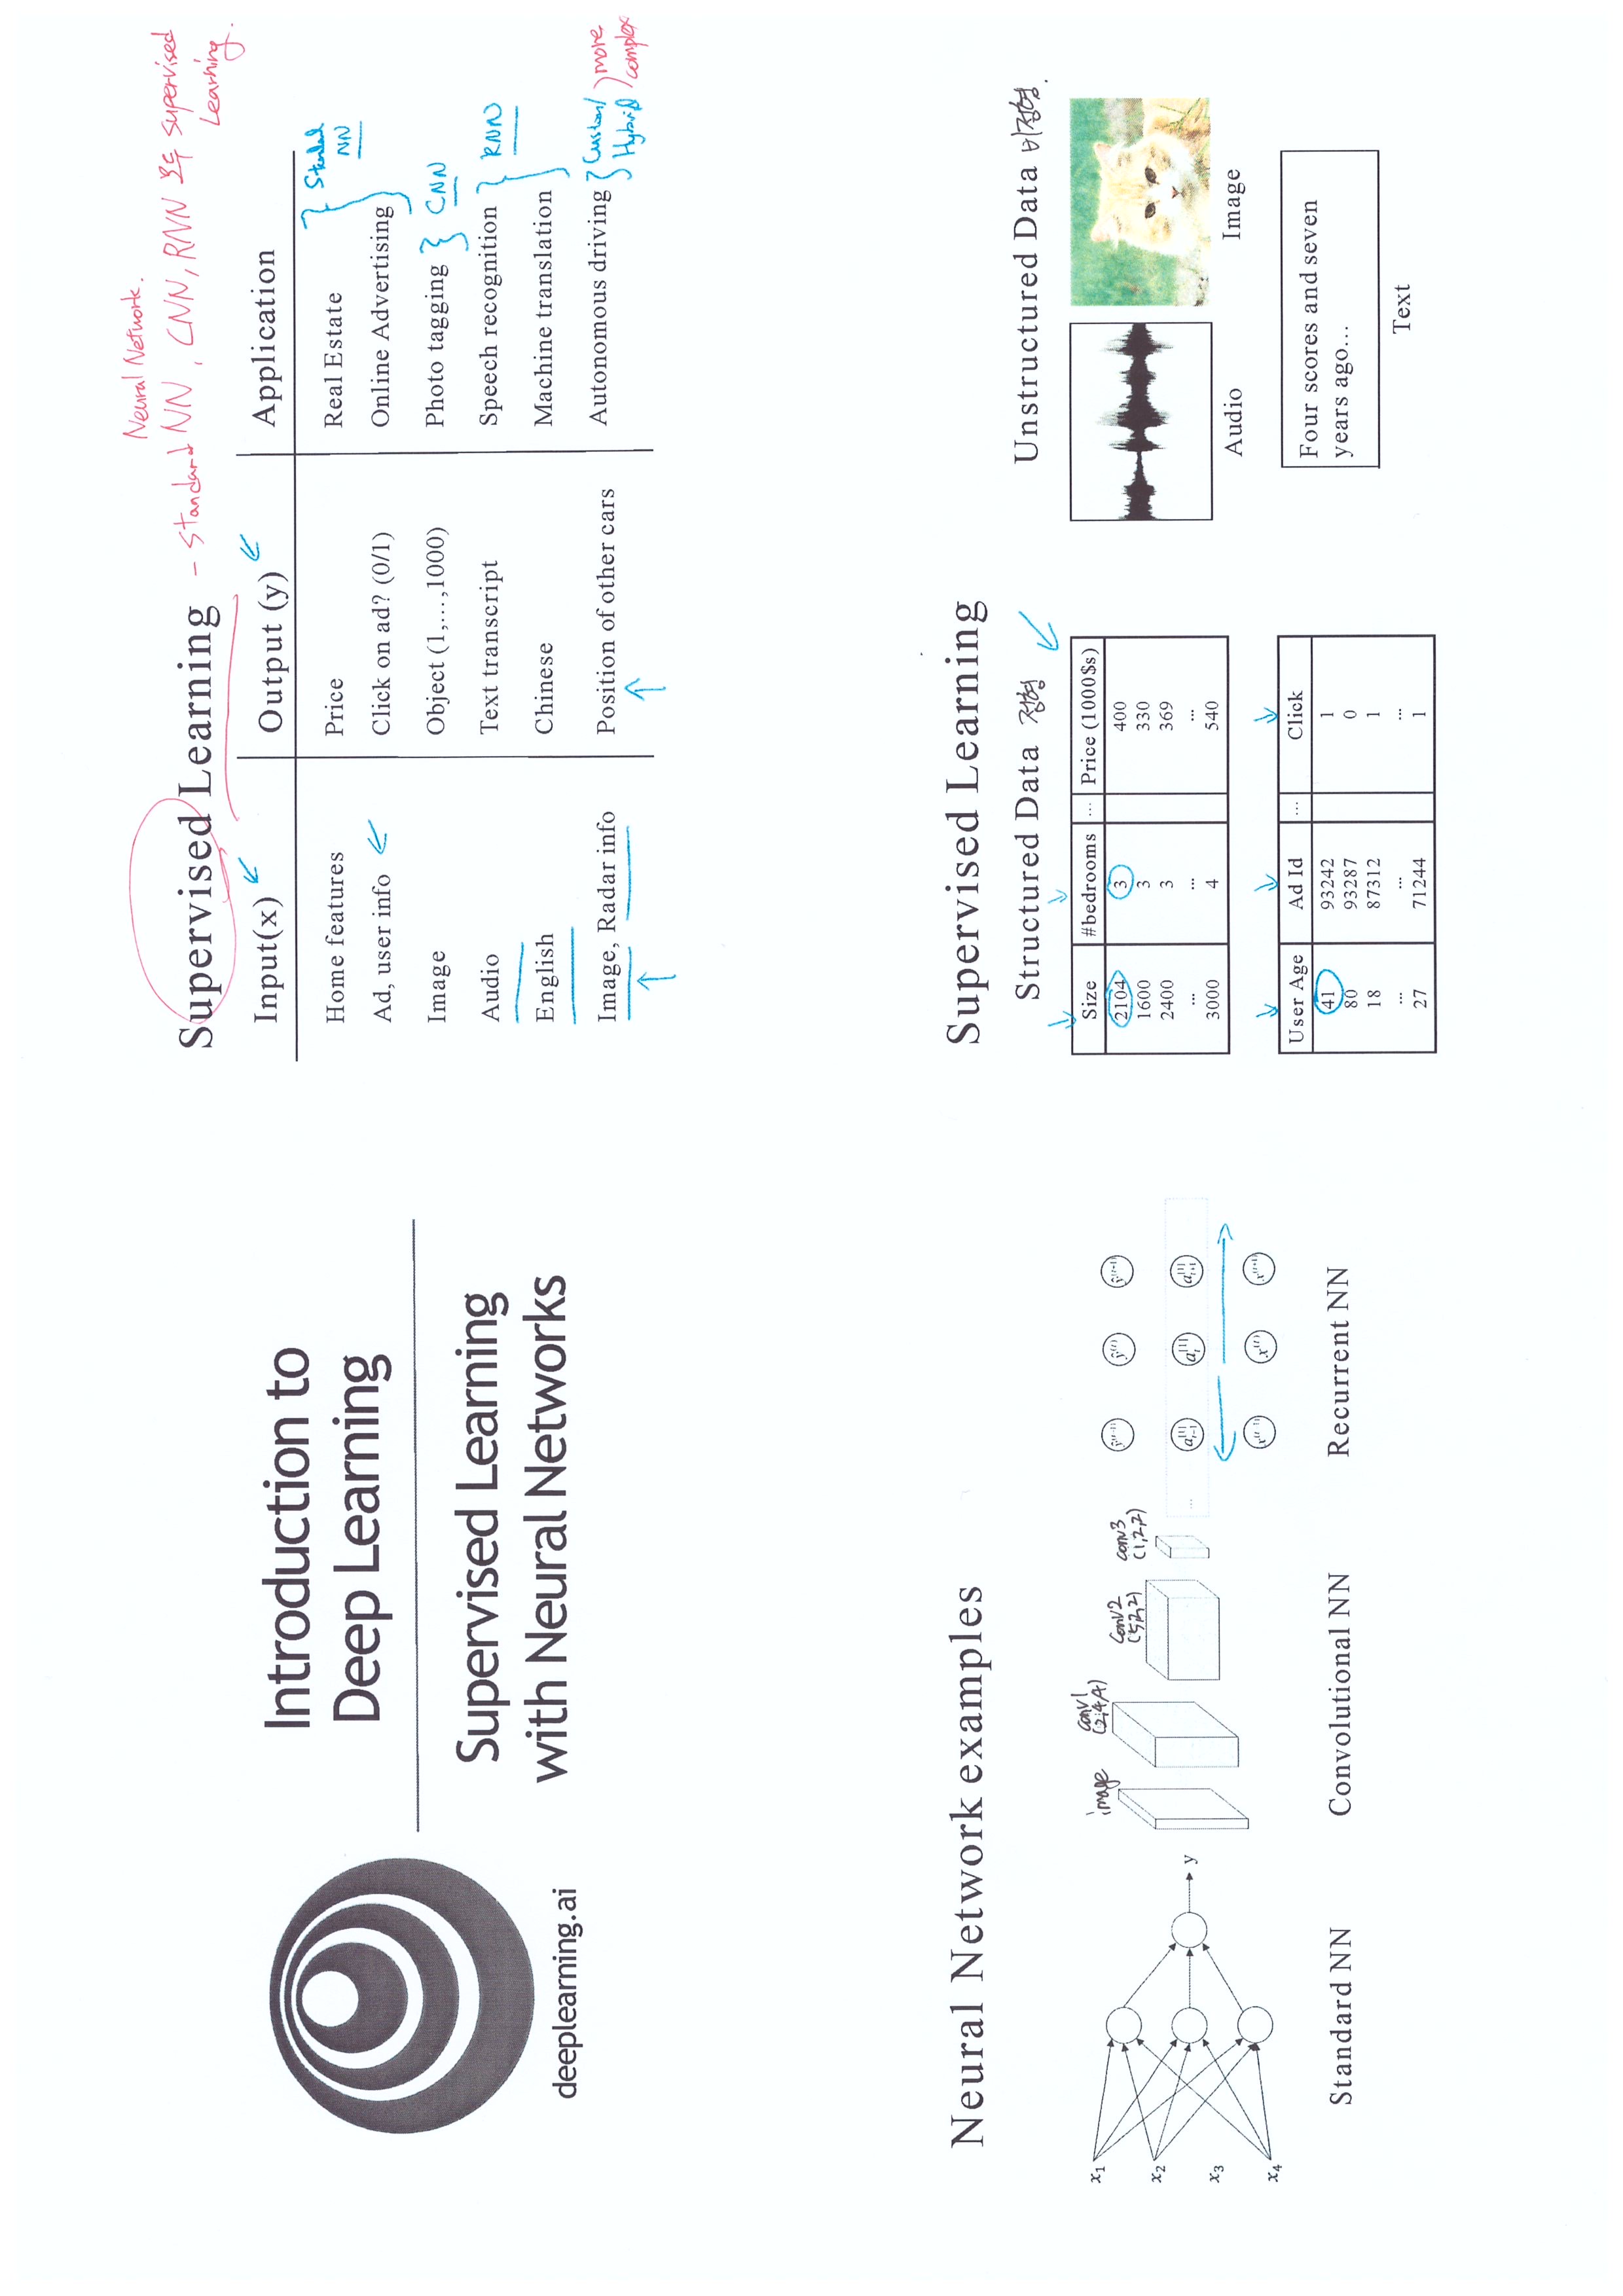 Introduction to
Deep Learning
Supervised Learning
with Neural Networks
deeplearning.ai
Neural Network.
Supervised Learning - Standard NN, CNN, RNN 모두 supervised
Learning.
Input(x) Output (y) Application
Home features Price Real Estate
Standard
NN
Ad, user info Click on ad? (0/1) Online Advertising
Image Object (1,...,1000) Photo tagging CNN
Audio Text transcript Speech recognition RNN
English Chinese Machine translation
Image, Radar info Position of other cars Autonomous driving Custom/ more
Hybrid complex
Neural Network examples
image
conv1
(2,4,4)
conv2
(5,2,2)
conv3
(1,2,2)
x1
x2
x3
x4
y
...
ŷ(t-1) ŷ(t) ŷ(t+1)
a[1]t-1 a[1]t a[1]t+1
x(t-1) x(t) x(t+1)
Standard NN Convolutional NN Recurrent NN
Supervised Learning
Structured Data 정형
Size #bedrooms ... Price (1000$s)
2104 3 400
1600 3 330
2400 3 369
... ... ...
3000 4 540
User Age Ad Id ... Click
41 93242 1
80 93287 0
18 87312 1
... ... ...
27 71244 1
Unstructured Data 비정형.
Audio Image
Four scores and seven
years ago...
Text